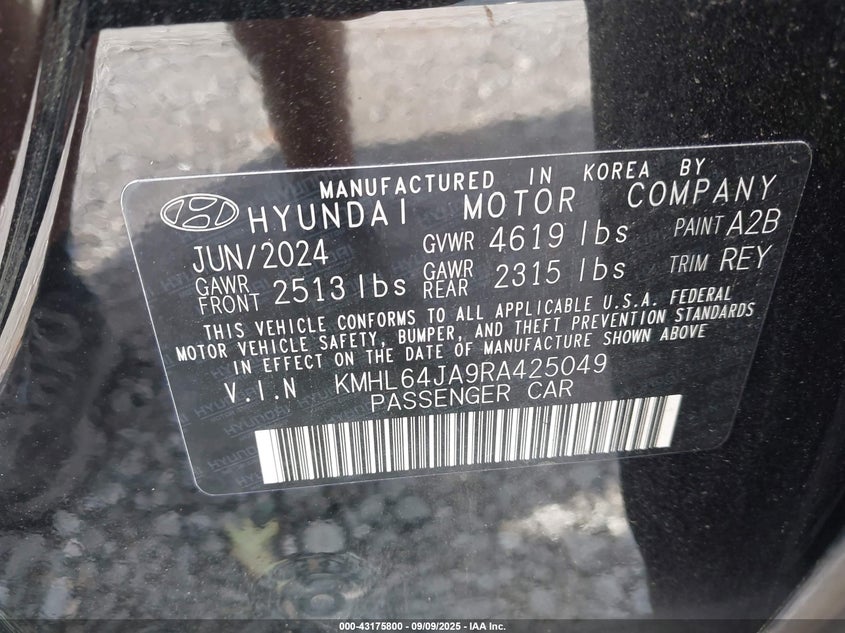 MANUFACTURED IN KOREA BY
HYUNDAI MOTOR COMPANY
JUN/2024 GVWR 4619 lbs PAINT A2B
GAWR FRONT 2513 lbs GAWR REAR 2315 lbs TRIM REY
THIS VEHICLE CONFORMS TO ALL APPLICABLE U.S.A. FEDERAL
MOTOR VEHICLE SAFETY, BUMPER, AND THEFT PREVENTION STANDARDS
IN EFFECT ON THE DATE OF MANUFACTURE SHOWN ABOVE
V.I.N KMHL64JA9RA425049
PASSENGER CAR
000-43175800 - 09/09/2025 - IAA Inc.